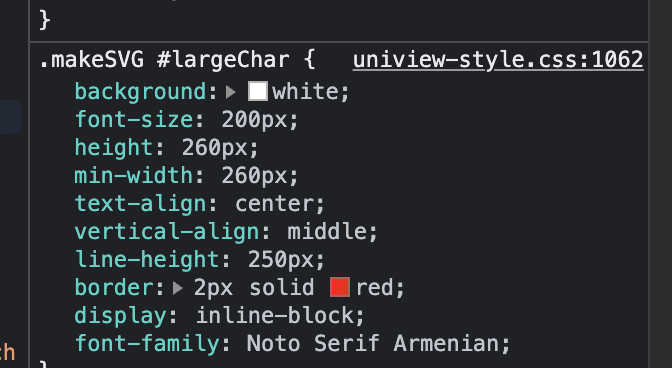 }
.makeSVG #largeChar { uniview-style.css:1062
background: white;
font-size: 200px;
height: 260px;
min-width: 260px;
text-align: center;
vertical-align: middle;
line-height: 250px;
border: 2px solid red;
display: inline-block;
ch font-family: Noto Serif Armenian;
}